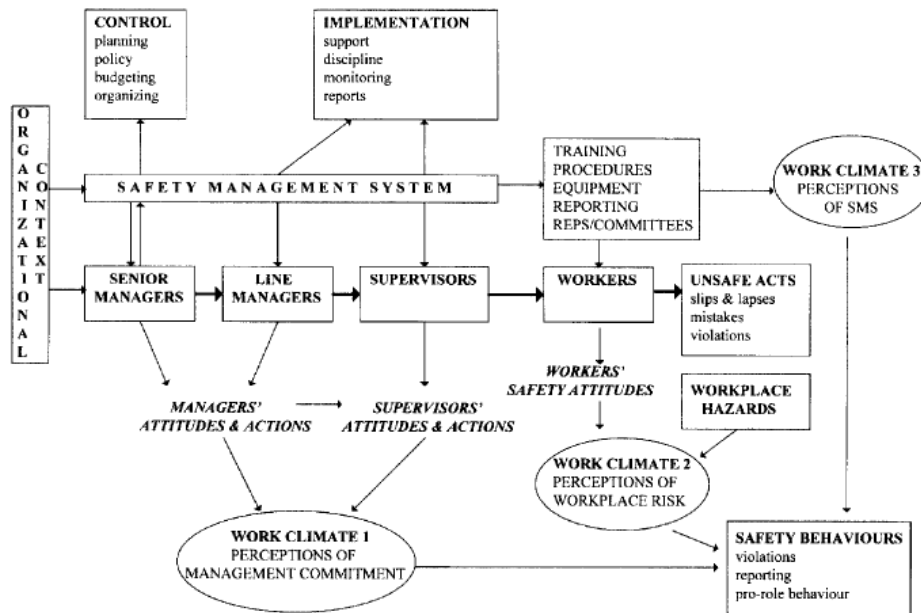 CONTROL
planning
policy
budgeting
organizing
IMPLEMENTATION
support
discipline
monitoring
reports
ORGANIZATIONAL
CONTEXT
SAFETY MANAGEMENT SYSTEM
TRAINING
PROCEDURES
EQUIPMENT
REPORTING
REPS/COMMITTEES
WORK CLIMATE 3
PERCEPTIONS
OF SMS
SENIOR
MANAGERS
LINE
MANAGERS
SUPERVISORS
WORKERS
UNSAFE ACTS
slips & lapses
mistakes
violations
MANAGERS'
ATTITUDES & ACTIONS
SUPERVISORS'
ATTITUDES & ACTIONS
WORKERS'
SAFETY ATTITUDES
WORKPLACE
HAZARDS
WORK CLIMATE 2
PERCEPTIONS OF
WORKPLACE RISK
WORK CLIMATE 1
PERCEPTIONS OF
MANAGEMENT COMMITMENT
SAFETY BEHAVIOURS
violations
reporting
pro-role behaviour